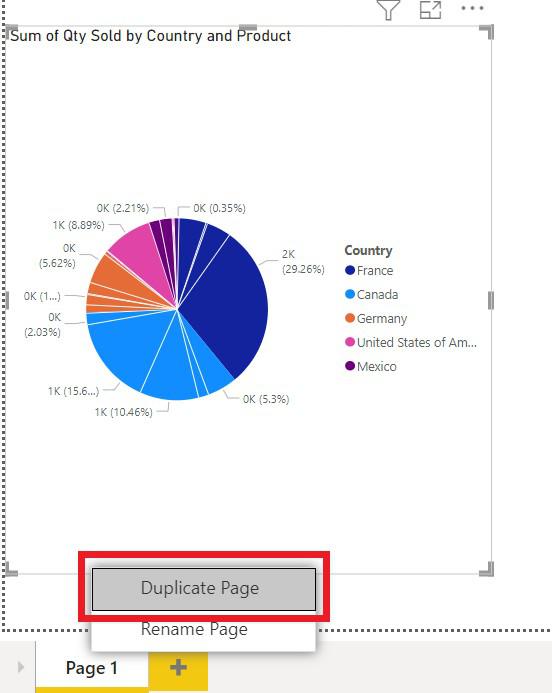 Sum of Qty Sold by Country and Product
0K (2.21%)
0K (0.35%)
1K (8.89%)
0K
(5.62%)
2K
(29.26%)
0K (1...)
0K
(2.03%)
1K (15.6...)
1K (10.46%)
0K (5.3%)
Country
France
Canada
Germany
United States of Am...
Mexico
Duplicate Page
Rename Page
Page 1